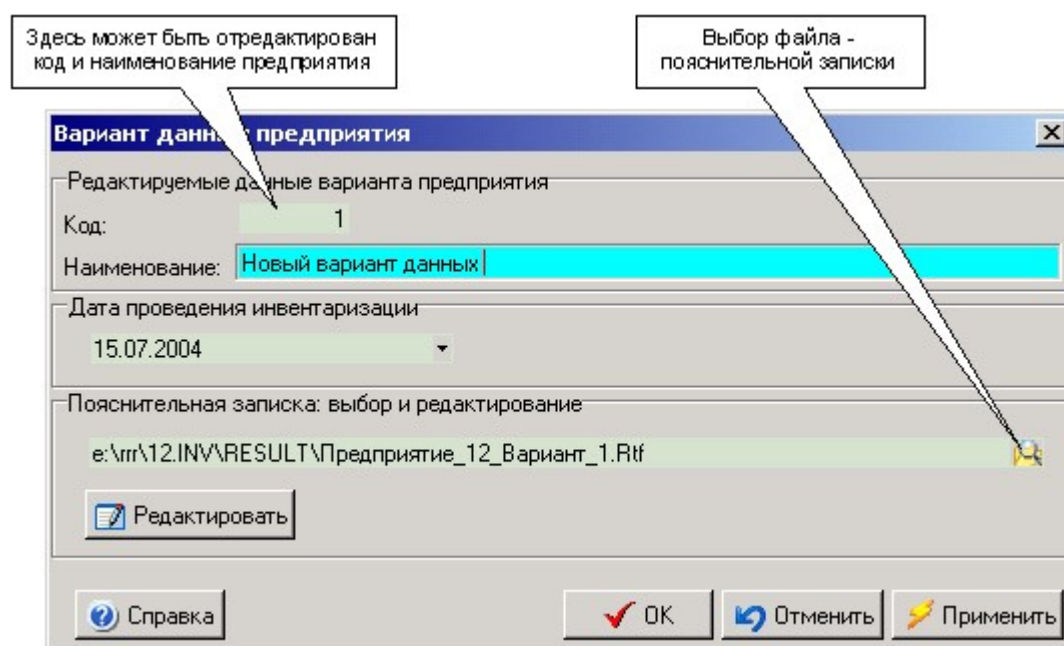 Здесь может быть отредактирован
код и наименование предприятия
Выбор файла -
пояснительной записки
Вариант данных предприятия
Редактируемые данные варианта предприятия
Код: 1
Наименование: Новый вариант данных
Дата проведения инвентаризации
15.07.2004
Пояснительная записка: выбор и редактирование
e:\rrr\12.INV\RESULT\Предприятие_12_Вариант_1.Rtf
Редактировать
Справка OK Отменить Применить